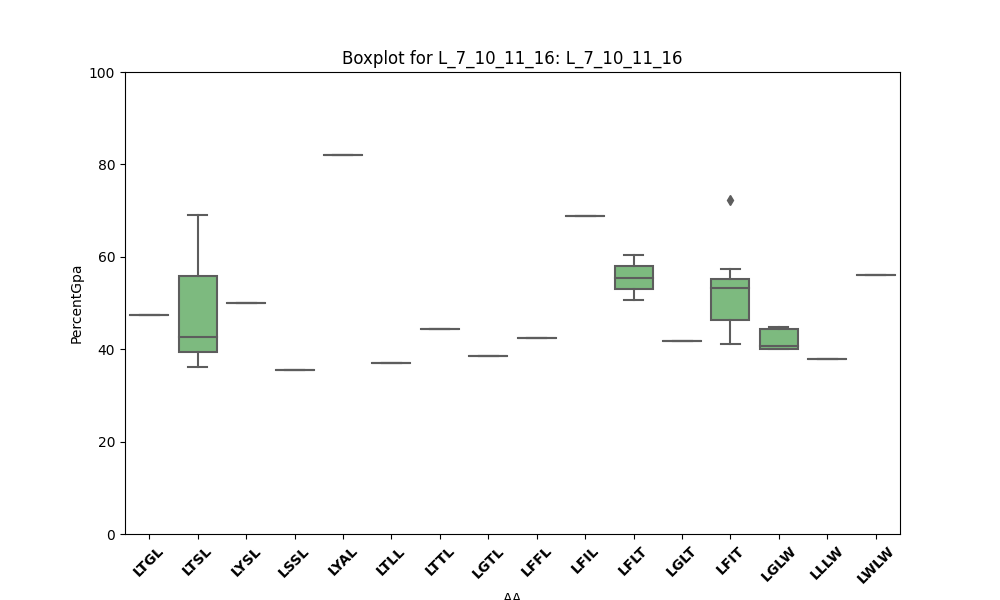 Boxplot for L_7_10_11_16: L_7_10_11_16
100
80
60
40
20
0
PercentGpa
LTGL
LTSL
LYSL
LSSL
LYAL
LTLL
LTTL
LGTL
LFFL
LFIL
LFLT
LGLT
LFIT
LGLW
LLLW
LWLW
AA